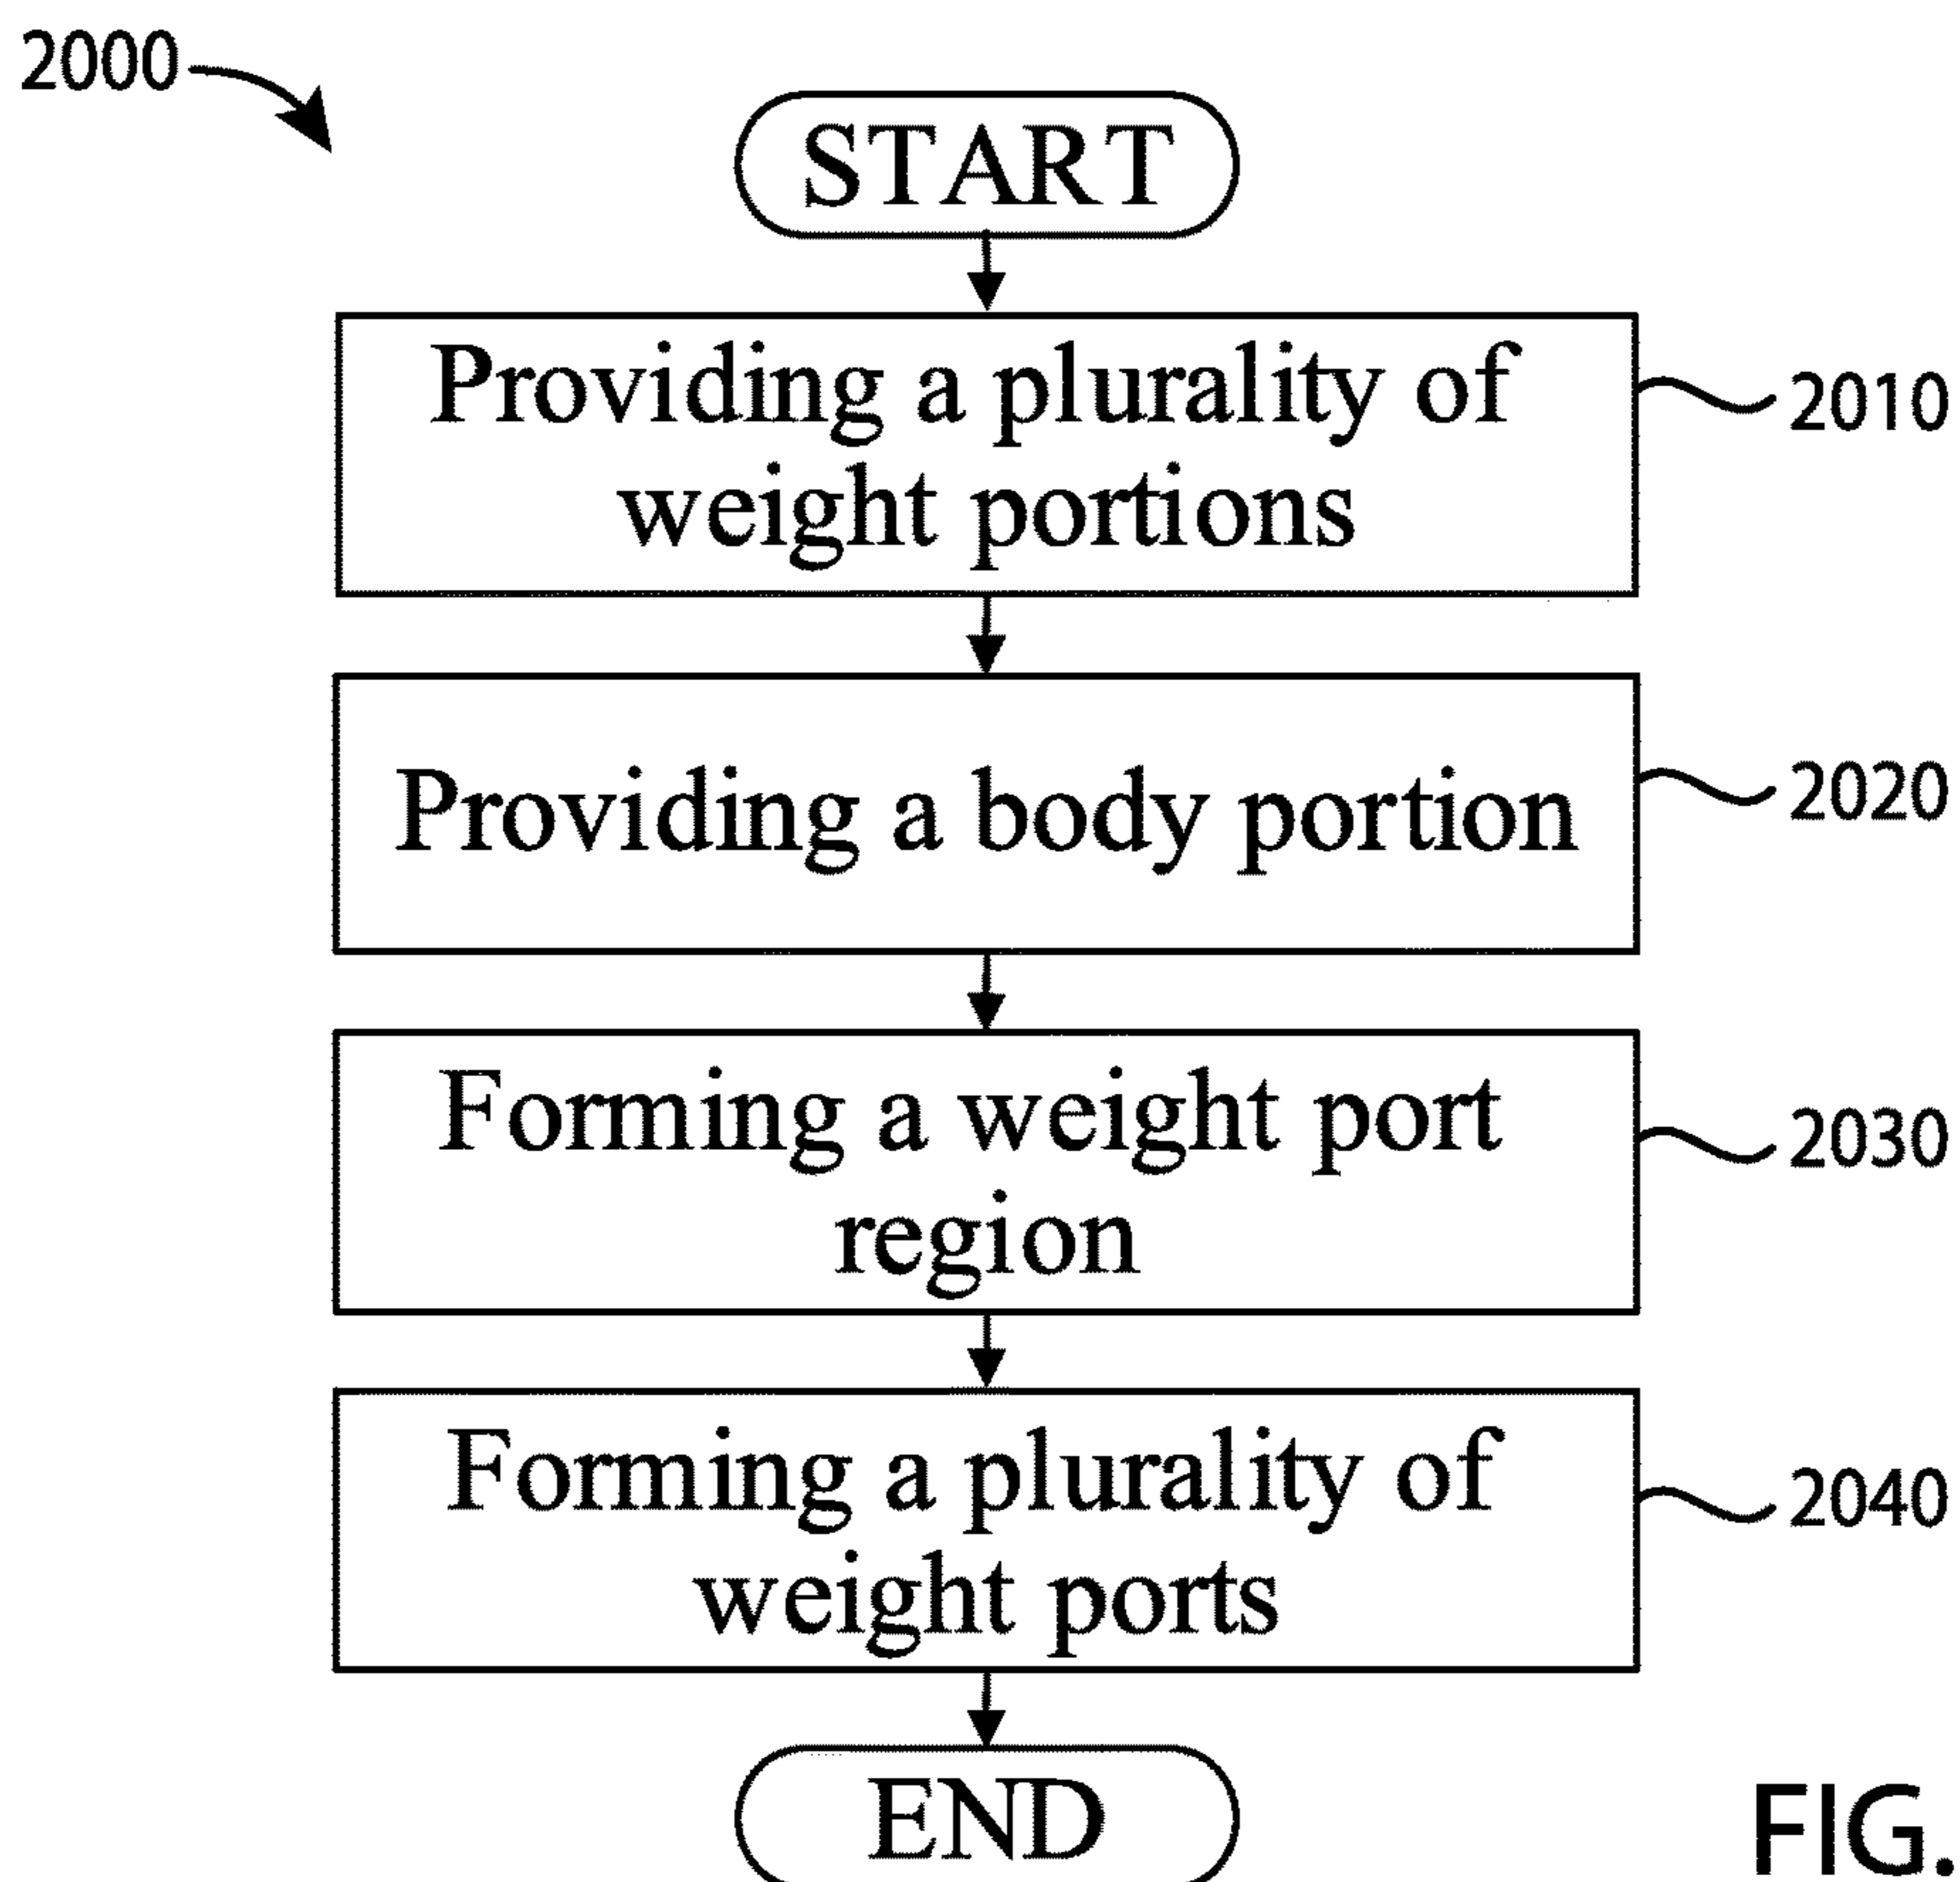 2000
START
Providing a plurality of
weight portions
2010
Providing a body portion
2020
Forming a weight port
region
2030
Forming a plurality of
weight ports
2040
END
FIG.